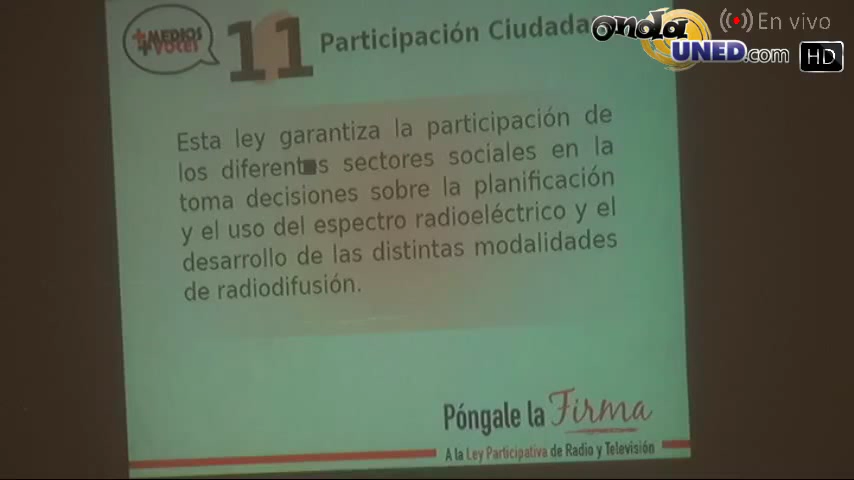 +MEDIOS
+VOCES
11 Participación Ciudada
onda
UNED.com
En vivo
HD
Esta ley garantiza la participación de
los diferentes sectores sociales en la
toma decisiones sobre la planificación
y el uso del espectro radioeléctrico y el
desarrollo de las distintas modalidades
de radiodifusión.
Póngale la Firma
A la Ley Participativa de Radio y Televisión